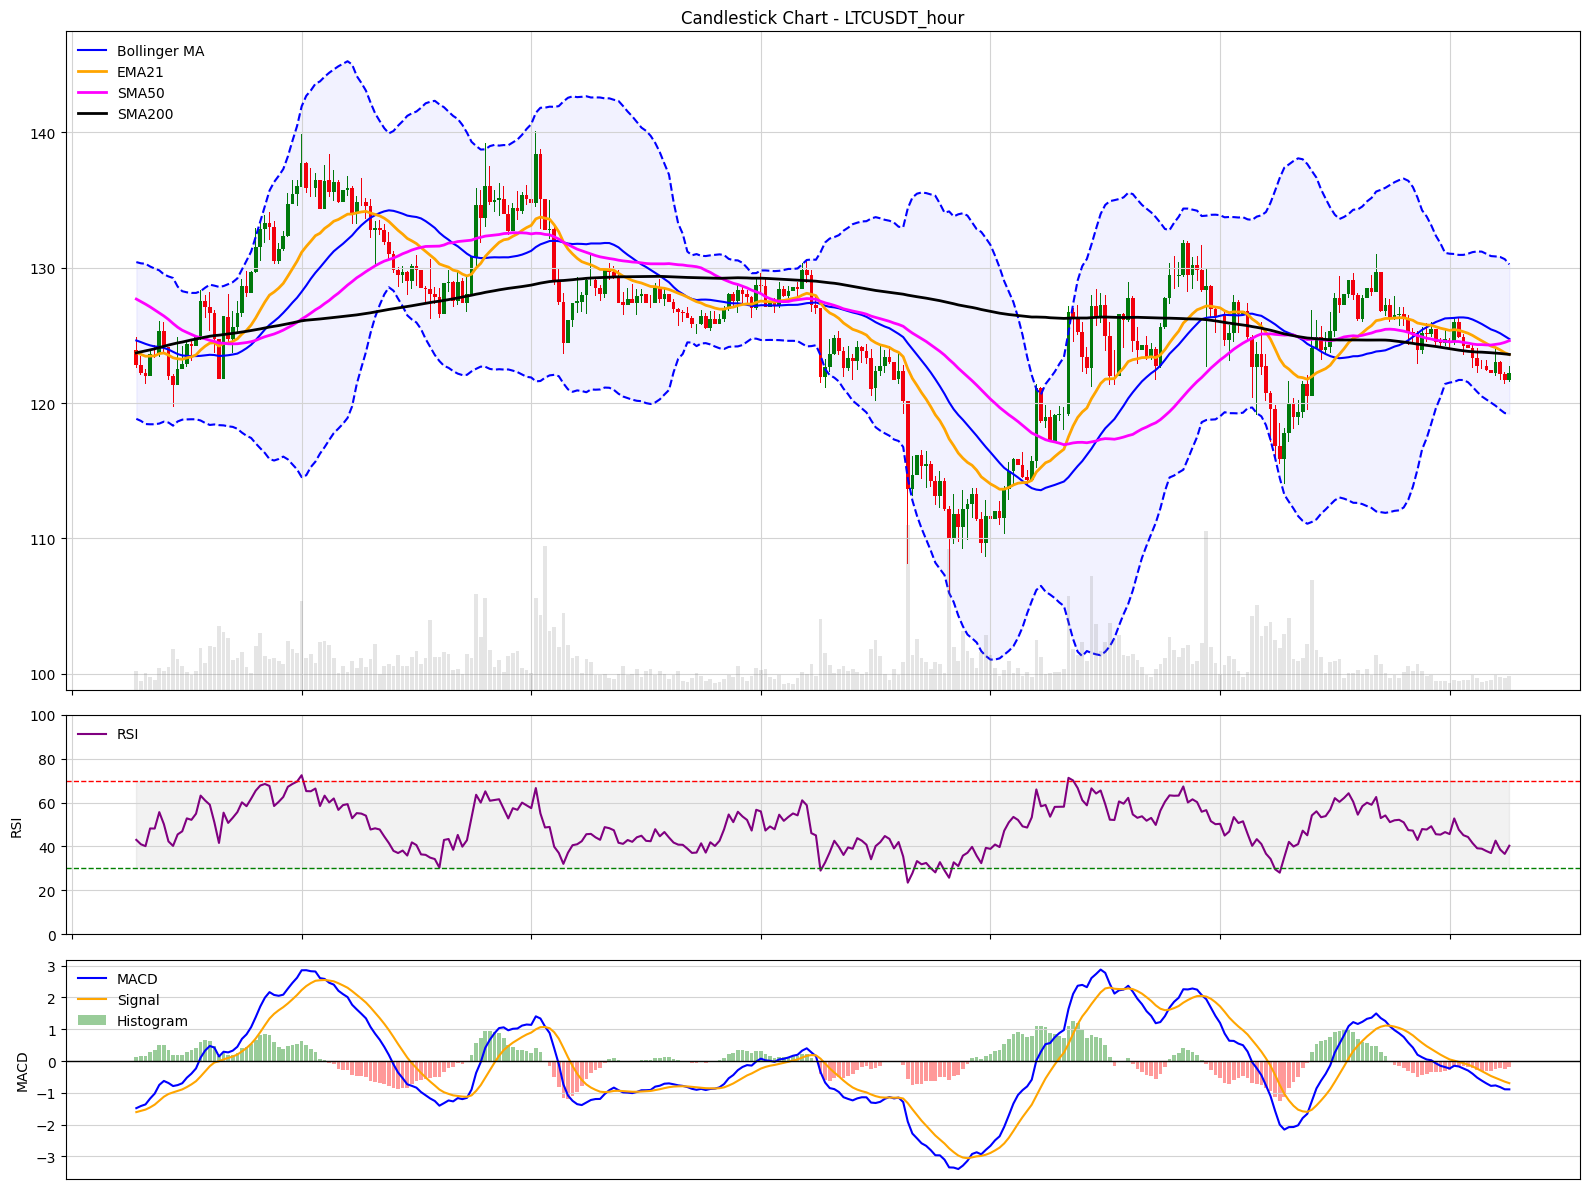 Candlestick Chart - LTCUSDT_hour
Bollinger MA
EMA21
SMA50
SMA200
140
130
120
110
100
RSI
100
80
60
40
20
0
RSI
MACD
Signal
Histogram
3
2
1
0
−1
−2
−3
MACD